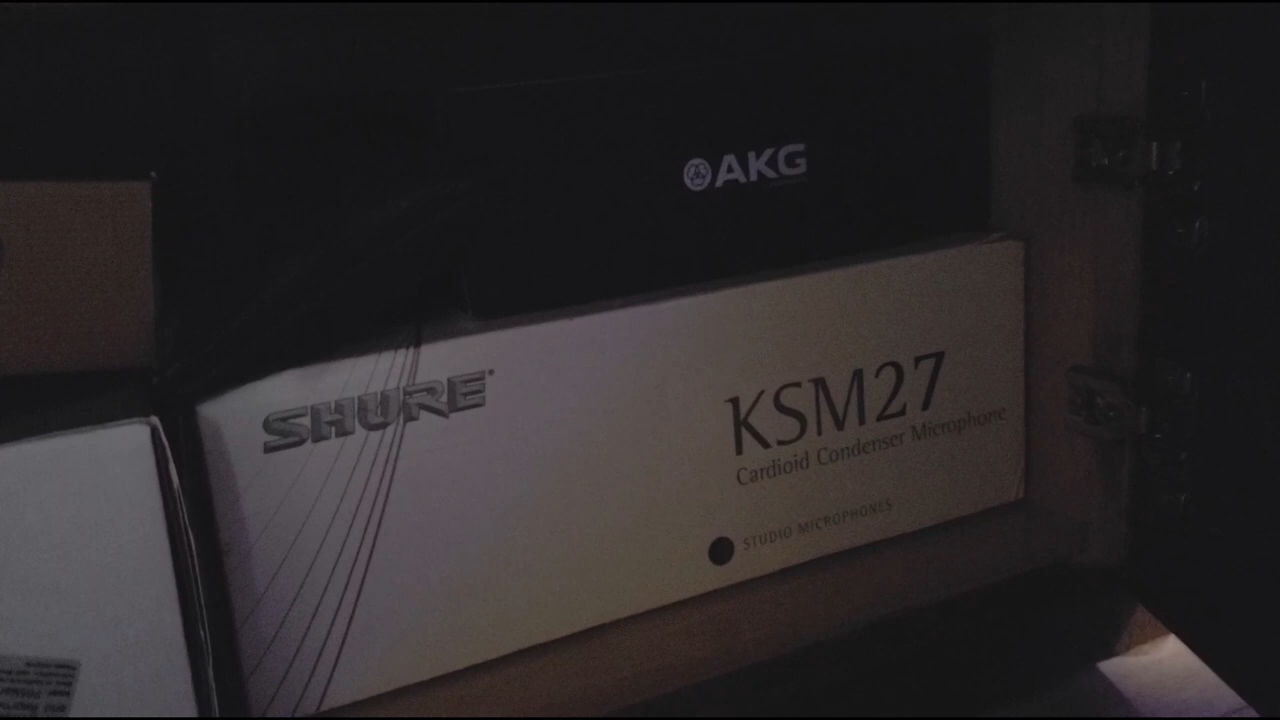 AKG
SHURE
KSM27
Cardioid Condenser Microphone
STUDIO MICROPHONES